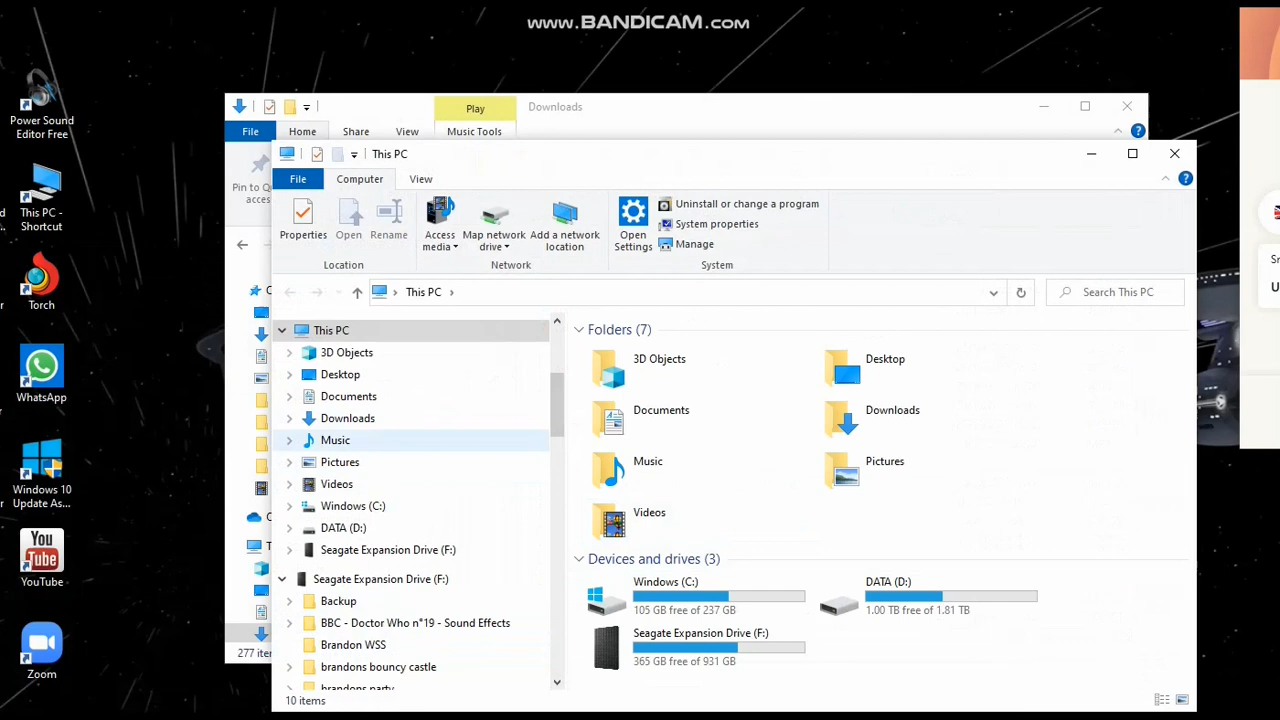 www.BANDICAM.com
Power Sound
Editor Free
This PC -
Shortcut
Torch
WhatsApp
Windows 10
Update As...
You
Tube
YouTube
zoom
Zoom
Play
Downloads
File
Home
Share
View
Music Tools
Pin to Q
access
This PC
File
Computer
View
Properties
Open
Rename
Access
media
Map network
drive
Add a network
location
Open
Settings
Uninstall or change a program
System properties
Manage
Location
Network
System
This PC
Search This PC
This PC
3D Objects
Desktop
Documents
Downloads
Music
Pictures
Videos
Windows (C:)
DATA (D:)
Seagate Expansion Drive (F:)
Seagate Expansion Drive (F:)
Backup
BBC - Doctor Who n°19 - Sound Effects
Brandon WSS
brandons bouncy castle
brandons party
Folders (7)
3D Objects
Desktop
Documents
Downloads
Music
Pictures
Videos
Devices and drives (3)
Windows (C:)
105 GB free of 237 GB
DATA (D:)
1.00 TB free of 1.81 TB
Seagate Expansion Drive (F:)
365 GB free of 931 GB
277 ite
10 items